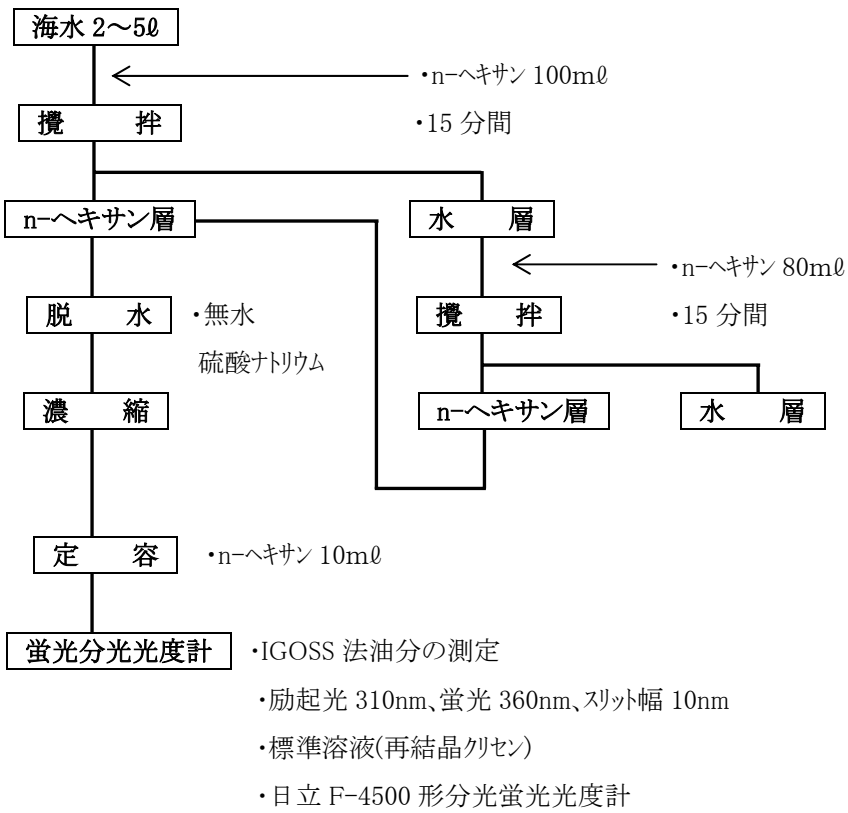 海水 2～5ℓ
・n-ヘキサン 100mℓ
攪 拌
・15 分間
n-ヘキサン層
水 層
・n-ヘキサン 80mℓ
脱 水
・無水
硫酸ナトリウム
攪 拌
・15 分間
濃 縮
n-ヘキサン層
水 層
定 容
・n-ヘキサン 10mℓ
蛍光分光光度計
・IGOSS 法油分の測定
・励起光 310nm、蛍光 360nm、スリット幅 10nm
・標準溶液(再結晶クリセン)
・日立 F-4500 形分光蛍光光度計